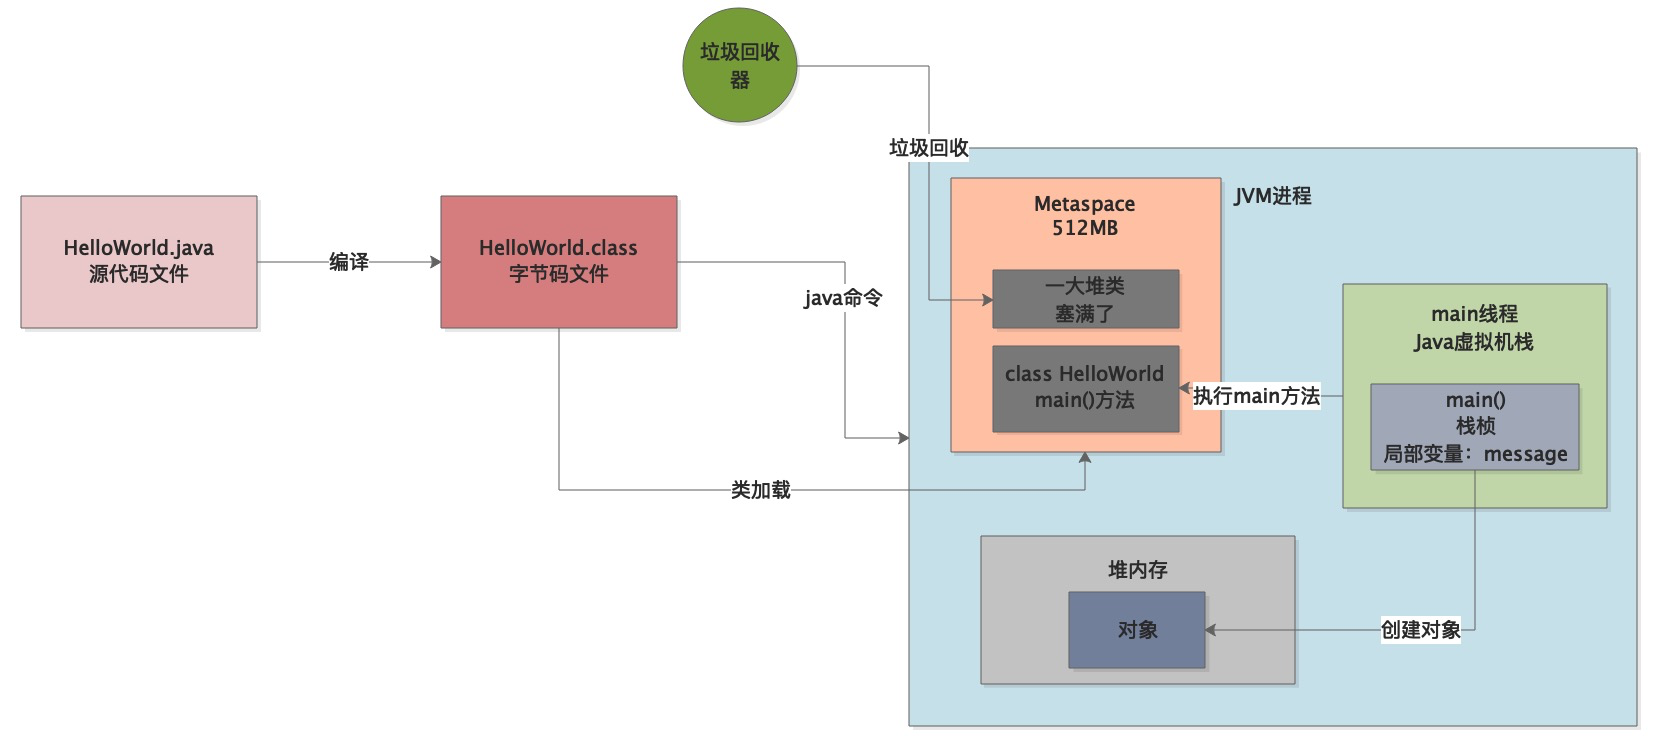 垃圾回收
器
垃圾回收
JVM进程
Metaspace
512MB
HelloWorld.java
源代码文件
编译
HelloWorld.class
字节码文件
java命令
一大堆类
塞满了
class HelloWorld
main()方法
执行main方法
main线程
Java虚拟机栈
main()
栈桢
局部变量：message
类加载
堆内存
对象
创建对象